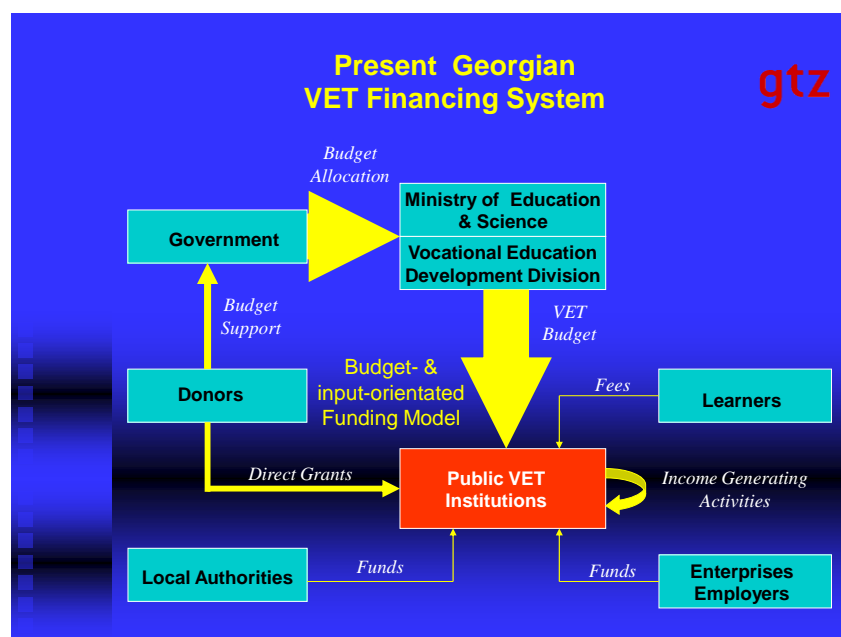 Present Georgian
VET Financing System
gtz
Budget
Allocation
Ministry of Education
& Science
Government
Vocational Education
Development Division
Budget
Support
VET
Budget
Budget- &
input-orientated
Funding Model
Donors
Fees
Learners
Direct Grants
Public VET
Institutions
Income Generating
Activities
Local Authorities
Funds
Funds
Enterprises
Employers